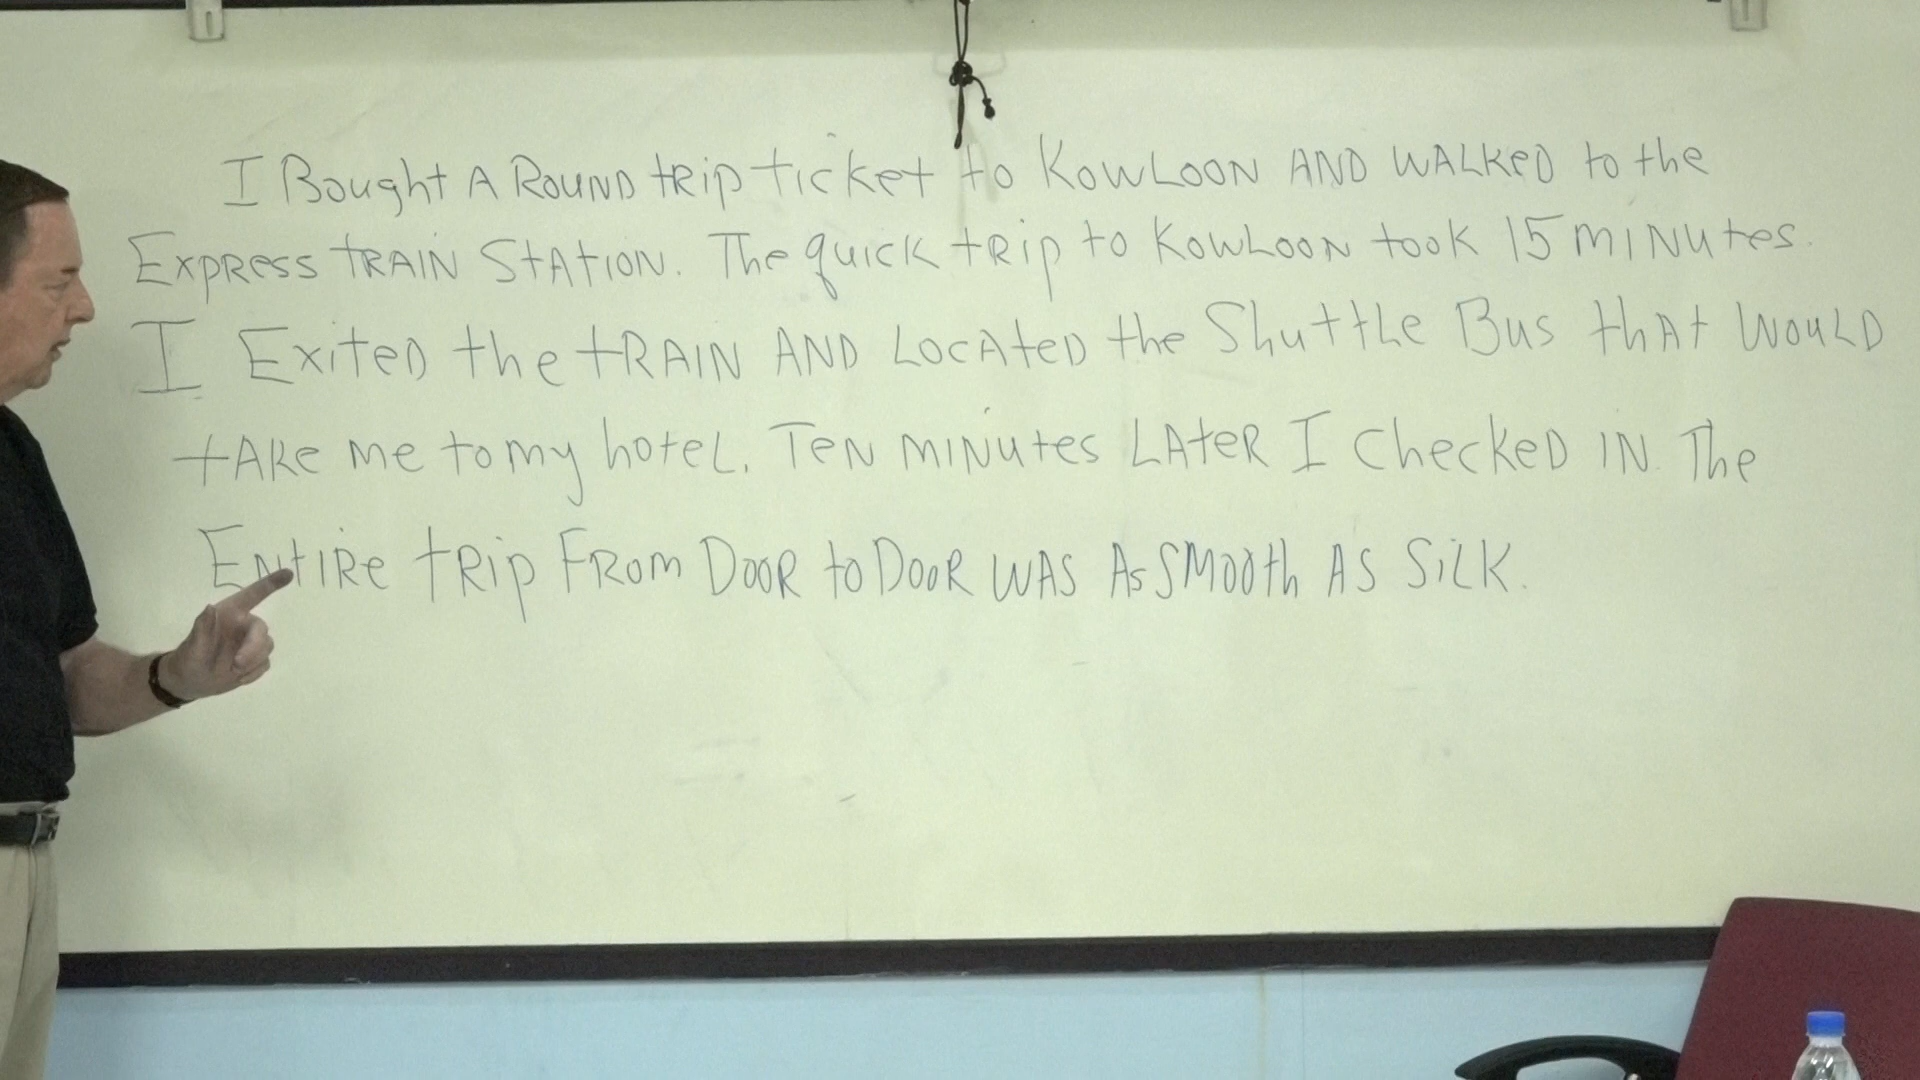 I Bought A Round trip ticket to Kowloon AND WALKED to the
Express TRAIN Station. The quick trip to Kowloon took 15 minutes.
I Exited the tRAIN AND Located the Shuttle Bus that Would
tAke me to my hotel. Ten minutes Later I Checked IN. The
Entire trip From Door to Door was As Smooth As Silk.